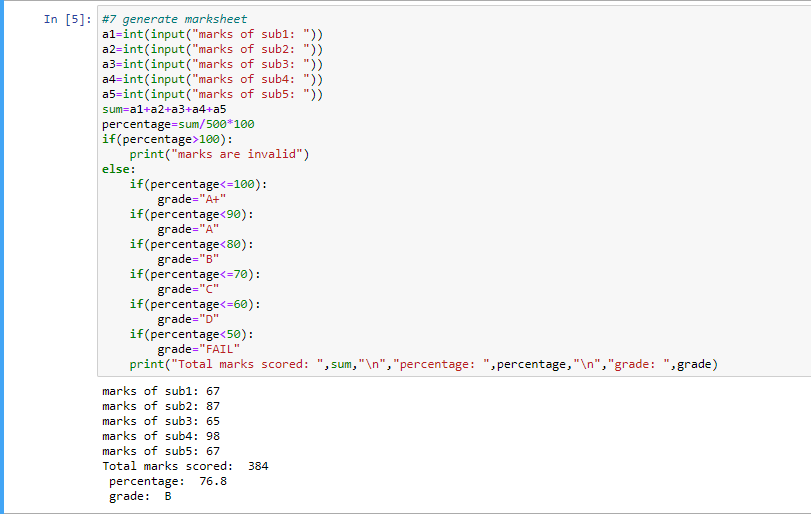 In [5]: #7 generate marksheet
a1=int(input("marks of sub1: "))
a2=int(input("marks of sub2: "))
a3=int(input("marks of sub3: "))
a4=int(input("marks of sub4: "))
a5=int(input("marks of sub5: "))
sum=a1+a2+a3+a4+a5
percentage=sum/500*100
if(percentage>100):
    print("marks are invalid")
else:
    if(percentage<=100):
        grade="A+"
    if(percentage<90):
        grade="A"
    if(percentage<80):
        grade="B"
    if(percentage<=70):
        grade="C"
    if(percentage<=60):
        grade="D"
    if(percentage<50):
        grade="FAIL"
    print("Total marks scored: ",sum,"\n","percentage: ",percentage,"\n","grade: ",grade)
marks of sub1: 67
marks of sub2: 87
marks of sub3: 65
marks of sub4: 98
marks of sub5: 67
Total marks scored:  384
 percentage:  76.8
 grade:  B